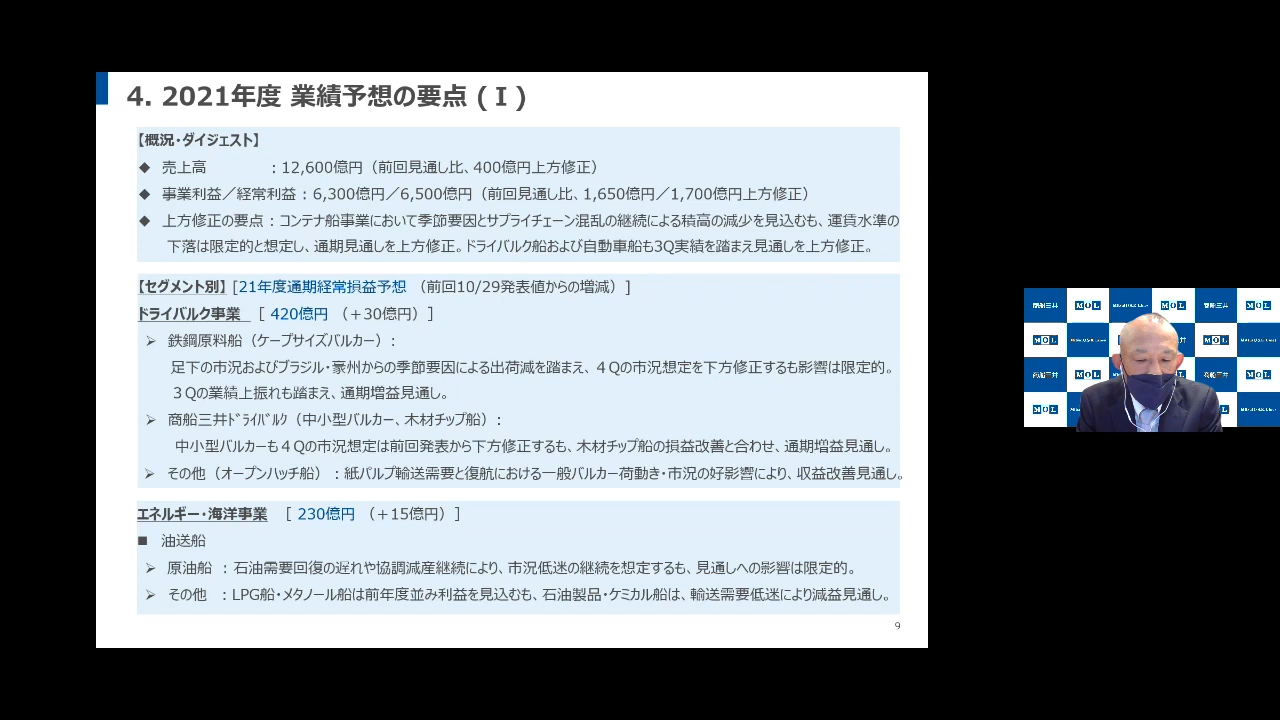 4. 2021年度 業績予想の要点 ( Ⅰ )
【概況・ダイジェスト】
◆ 売上高 : 12,600億円（前回見通し比、400億円上方修正）
◆ 事業利益／経常利益 : 6,300億円／6,500億円（前回見通し比、1,650億円／1,700億円上方修正）
◆ 上方修正の要点 : コンテナ船事業において季節要因とサプライチェーン混乱の継続による積高の減少を見込むも、運賃水準の
下落は限定的と想定し、通期見通しを上方修正。ドライバルク船および自動車船も3Q実績を踏まえ見通しを上方修正。
【セグメント別】 [21年度通期経常損益予想 （前回10/29発表値からの増減）]
ドライバルク事業 [ 420億円 （＋30億円）]
➢ 鉄鋼原料船（ケープサイズバルカー）:
足下の市況およびブラジル・豪州からの季節要因による出荷減を踏まえ、４Qの市況想定を下方修正するも影響は限定的。
３Qの業績上振れも踏まえ、通期増益見通し。
➢ 商船三井ﾄﾞﾗｲﾊﾞﾙｸ（中小型バルカー、木材チップ船）:
中小型バルカーも４Qの市況想定は前回発表から下方修正するも、木材チップ船の損益改善と合わせ、通期増益見通し。
➢ その他（オープンハッチ船）: 紙パルプ輸送需要と復航における一般バルカー荷動き・市況の好影響により、収益改善見通し。
エネルギー・海洋事業 [ 230億円 （＋15億円）]
■ 油送船
➢ 原油船 : 石油需要回復の遅れや協調減産継続により、市況低迷の継続を想定するも、見通しへの影響は限定的。
➢ その他 : LPG船・メタノール船は前年度並み利益を見込むも、石油製品・ケミカル船は、輸送需要低迷により減益見通し。
9
商船三井 MOL MOL 商船三井
MOL MOL
商船三井 MOL 商船三井 MOL
MOL